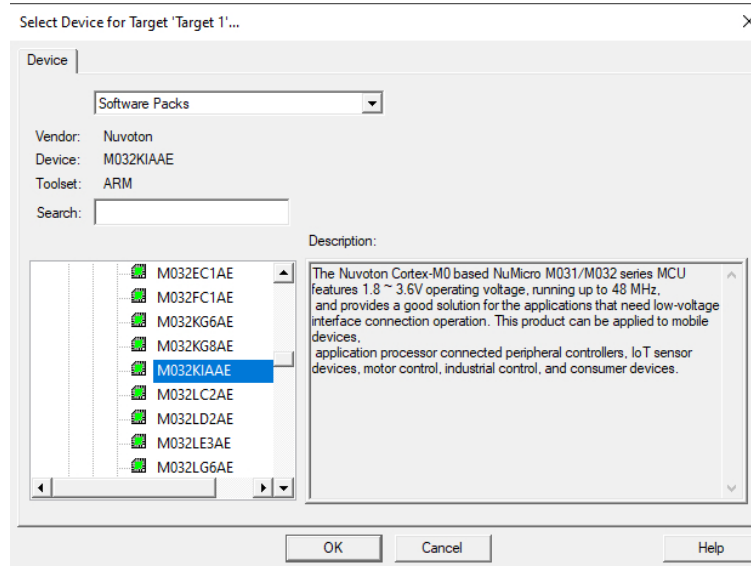 Select Device for Target 'Target 1'...
Device
Software Packs
Vendor: Nuvoton
Device: M032KIAAE
Toolset: ARM
Search:
Description:
M032EC1AE
M032FC1AE
M032KG6AE
M032KG8AE
M032KIAAE
M032LC2AE
M032LD2AE
M032LE3AE
M032LG6AE
The Nuvoton Cortex-M0 based NuMicro M031/M032 series MCU
features 1.8 ~ 3.6V operating voltage, running up to 48 MHz,
and provides a good solution for the applications that need low-voltage
interface connection operation. This product can be applied to mobile
devices,
application processor connected peripheral controllers, IoT sensor
devices, motor control, industrial control, and consumer devices.
OK
Cancel
Help